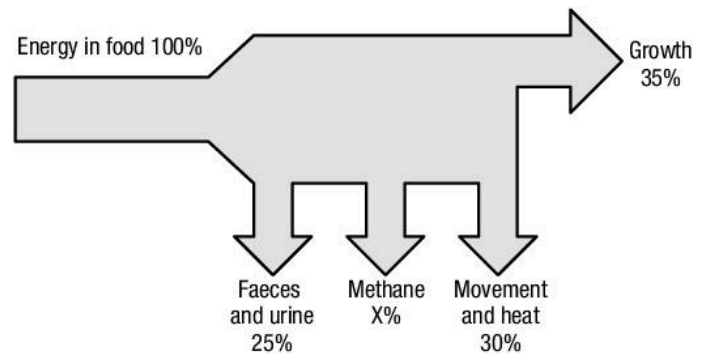 Energy in food 100%
Growth
35%
Faeces
and urine
25%
Methane
X%
Movement
and heat
30%